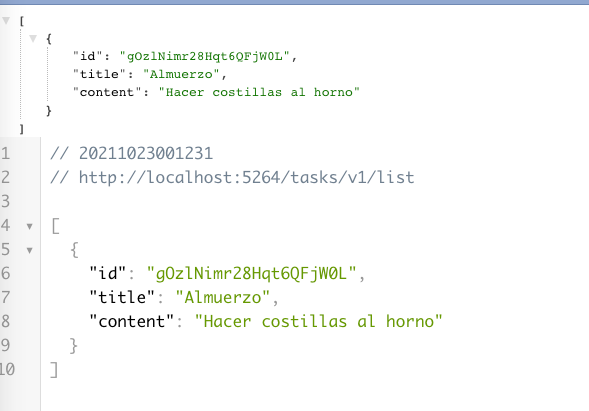 [
{
"id": "gOzlNimr28Hqt6QFjW0L",
"title": "Almuerzo",
"content": "Hacer costillas al horno"
}
]
1 // 20211023001231
2 // http://localhost:5264/tasks/v1/list
3
4 [
5 {
6 "id": "gOzlNimr28Hqt6QFjW0L",
7 "title": "Almuerzo",
8 "content": "Hacer costillas al horno"
9 }
10 ]